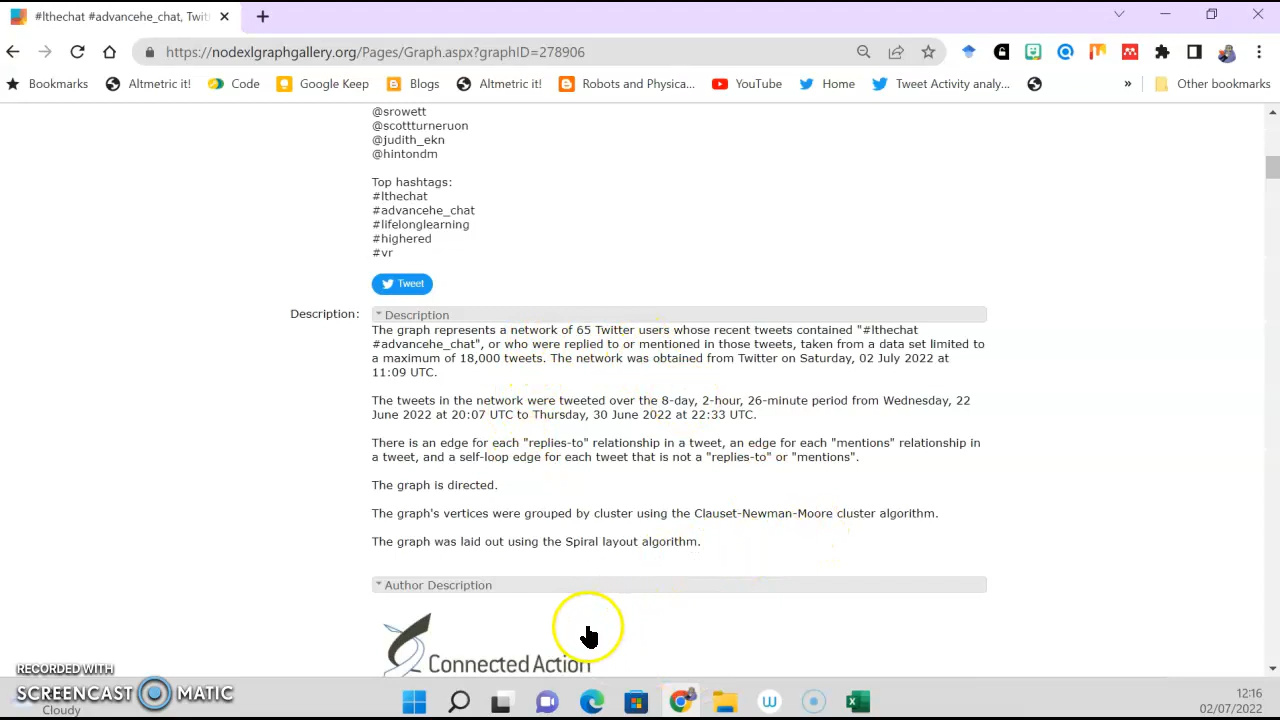 #lthechat #advancehe_chat, Twit
https://nodexlgraphgallery.org/Pages/Graph.aspx?graphID=278906
Bookmarks Altmetric it! Code Google Keep Blogs Altmetric it! Robots and Physica... YouTube Home Tweet Activity analy... » Other bookmarks
@srowett
@scottturneruon
@judith_ekn
@hintondm
Top hashtags:
#lthechat
#advancehe_chat
#lifelonglearning
#highered
#vr
Tweet
Description: Description
The graph represents a network of 65 Twitter users whose recent tweets contained "#lthechat
#advancehe_chat", or who were replied to or mentioned in those tweets, taken from a data set limited to
a maximum of 18,000 tweets. The network was obtained from Twitter on Saturday, 02 July 2022 at
11:09 UTC.
The tweets in the network were tweeted over the 8-day, 2-hour, 26-minute period from Wednesday, 22
June 2022 at 20:07 UTC to Thursday, 30 June 2022 at 22:33 UTC.
There is an edge for each "replies-to" relationship in a tweet, an edge for each "mentions" relationship in
a tweet, and a self-loop edge for each tweet that is not a "replies-to" or "mentions".
The graph is directed.
The graph's vertices were grouped by cluster using the Clauset-Newman-Moore cluster algorithm.
The graph was laid out using the Spiral layout algorithm.
Author Description
Connected Action
RECORDED WITH
SCREENCAST MATIC
Cloudy
12:16
02/07/2022